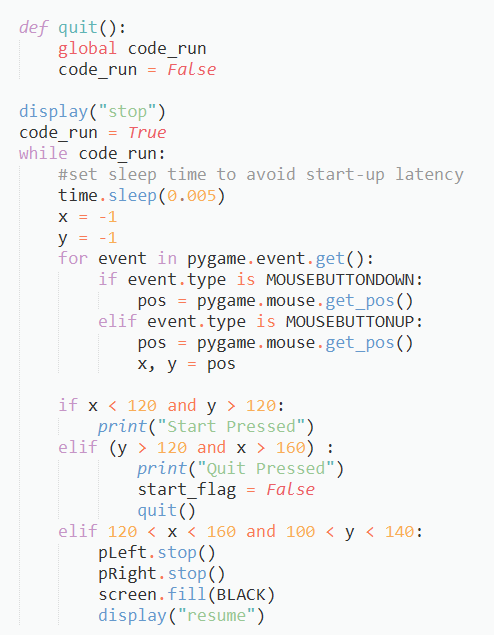 def quit():
    global code_run
    code_run = False

display("stop")
code_run = True
while code_run:
    #set sleep time to avoid start-up latency
    time.sleep(0.005)
    x = -1
    y = -1
    for event in pygame.event.get():
        if event.type is MOUSEBUTTONDOWN:
            pos = pygame.mouse.get_pos()
        elif event.type is MOUSEBUTTONUP:
            pos = pygame.mouse.get_pos()
            x, y = pos

    if x < 120 and y > 120:
        print("Start Pressed")
    elif (y > 120 and x > 160) :
            print("Quit Pressed")
            start_flag = False
            quit()
    elif 120 < x < 160 and 100 < y < 140:
        pLeft.stop()
        pRight.stop()
        screen.fill(BLACK)
        display("resume")